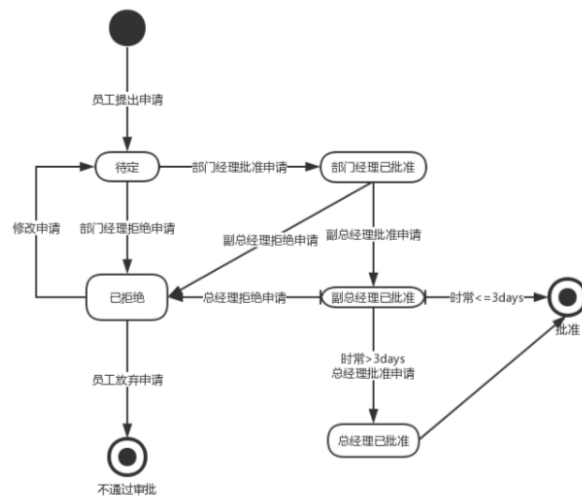 员工提出申请
待定
部门经理批准申请
部门经理已批准
修改申请
部门经理拒绝申请
副总经理拒绝申请
副总经理批准申请
已拒绝
总经理拒绝申请
副总经理已批准
时常<=3days
批准
时常>3days
总经理批准申请
员工放弃申请
总经理已批准
不通过审批